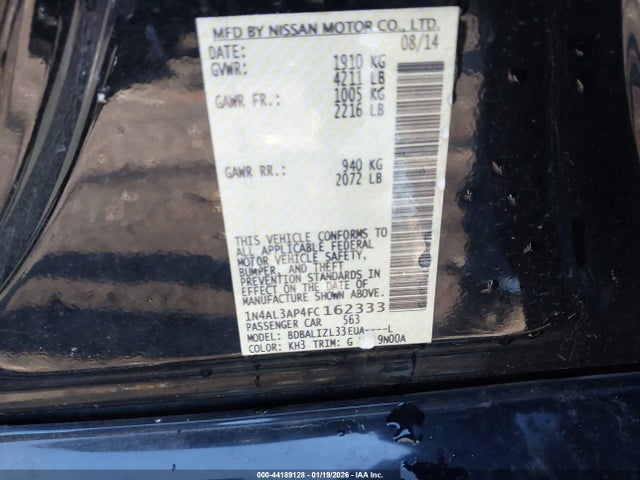 MFD BY NISSAN MOTOR CO., LTD.
DATE: 08/14
GVWR: 1910 KG
4211 LB
GAWR FR.: 1005 KG
2216 LB
GAWR RR.: 940 KG
2072 LB
THIS VEHICLE CONFORMS TO
ALL APPLICABLE FEDERAL
MOTOR VEHICLE SAFETY,
BUMPER, AND THEFT
PREVENTION STANDARDS IN
EFFECT ON THE DATE OF
MANUFACTURE SHOWN ABOVE.
1N4AL3AP4FC162333
PASSENGER CAR 563
MODEL: BDBALIZL33EUA----L
COLOR: KH3 TRIM: G 9N00A
000-44189128 - 01/19/2026 - IAA Inc.